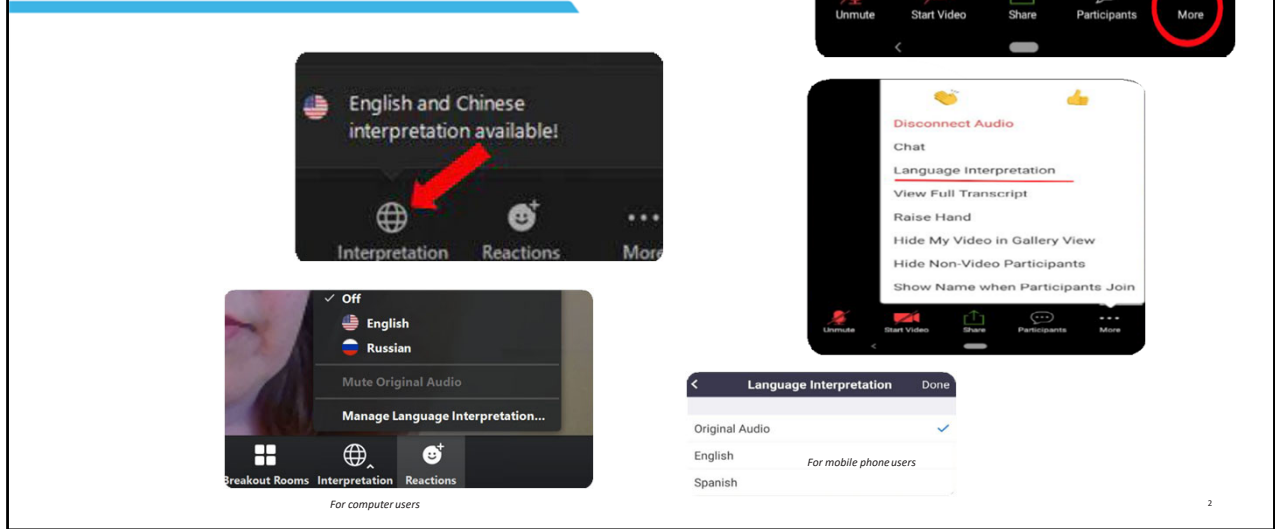 Unmute Start Video Share Participants More
English and Chinese
interpretation available!
Interpretation Reactions More
Off
English
Russian
Mute Original Audio
Manage Language Interpretation...
Breakout Rooms Interpretation Reactions
For computer users
Disconnect Audio
Chat
Language Interpretation
View Full Transcript
Raise Hand
Hide My Video in Gallery View
Hide Non-Video Participants
Show Name when Participants Join
Unmute Start Video Share Participants More
Language Interpretation Done
Original Audio
English
For mobile phone users
Spanish
2